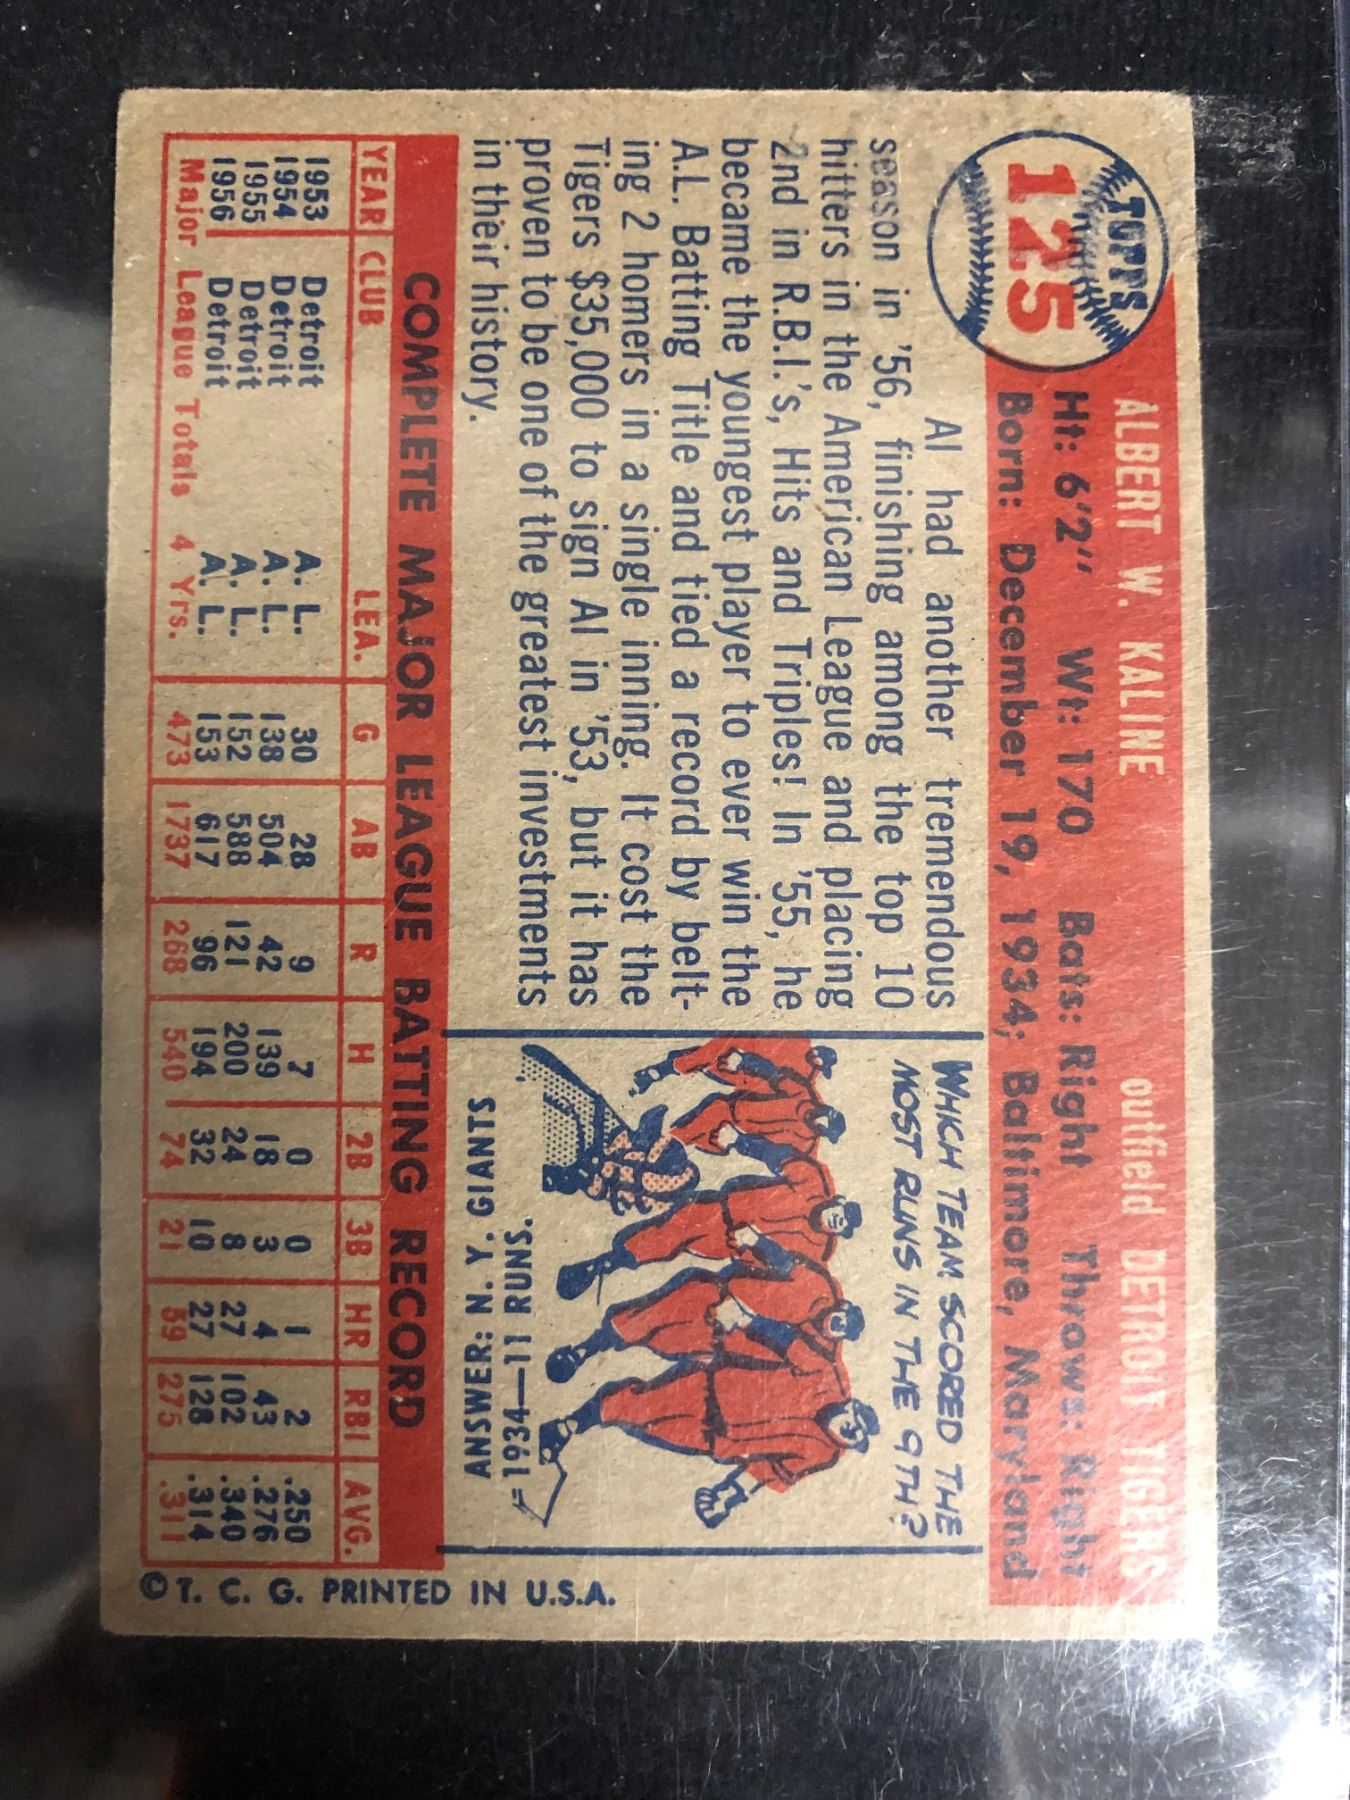 TOPPS
125
ALBERT W. KALINE outfield DETROIT TIGERS
Ht: 6'2" Wt: 170 Bats: Right Throws: Right
Born: December 19, 1934; Baltimore, Maryland
Al had another tremendous
season in '56, finishing among the top 10
hitters in the American League and placing
2nd in R.B.I.'s, Hits and Triples! In '55, he
became the youngest player to ever win the
A.L. Batting Title and tied a record by belt-
ing 2 homers in a single inning. It cost the
Tigers $35,000 to sign Al in '53, but it has
proven to be one of the greatest investments
in their history.
WHICH TEAM SCORED THE
MOST RUNS IN THE 9TH?
ANSWER: N. Y. GIANTS
=1934—11 RUNS.
COMPLETE MAJOR LEAGUE BATTING RECORD
YEAR CLUB LEA. G AB R H 2B 3B HR RBI AVG.
1953 Detroit A. L. 30 28 9 7 0 0 1 2 .250
1954 Detroit A. L. 138 504 42 139 18 3 4 43 .276
1955 Detroit A. L. 152 588 121 200 24 8 27 102 .340
1956 Detroit A. L. 153 617 96 194 32 10 27 128 .314
Major League Totals 4 Yrs. 473 1737 268 540 74 21 59 275 .311
© T. C. G. PRINTED IN U.S.A.